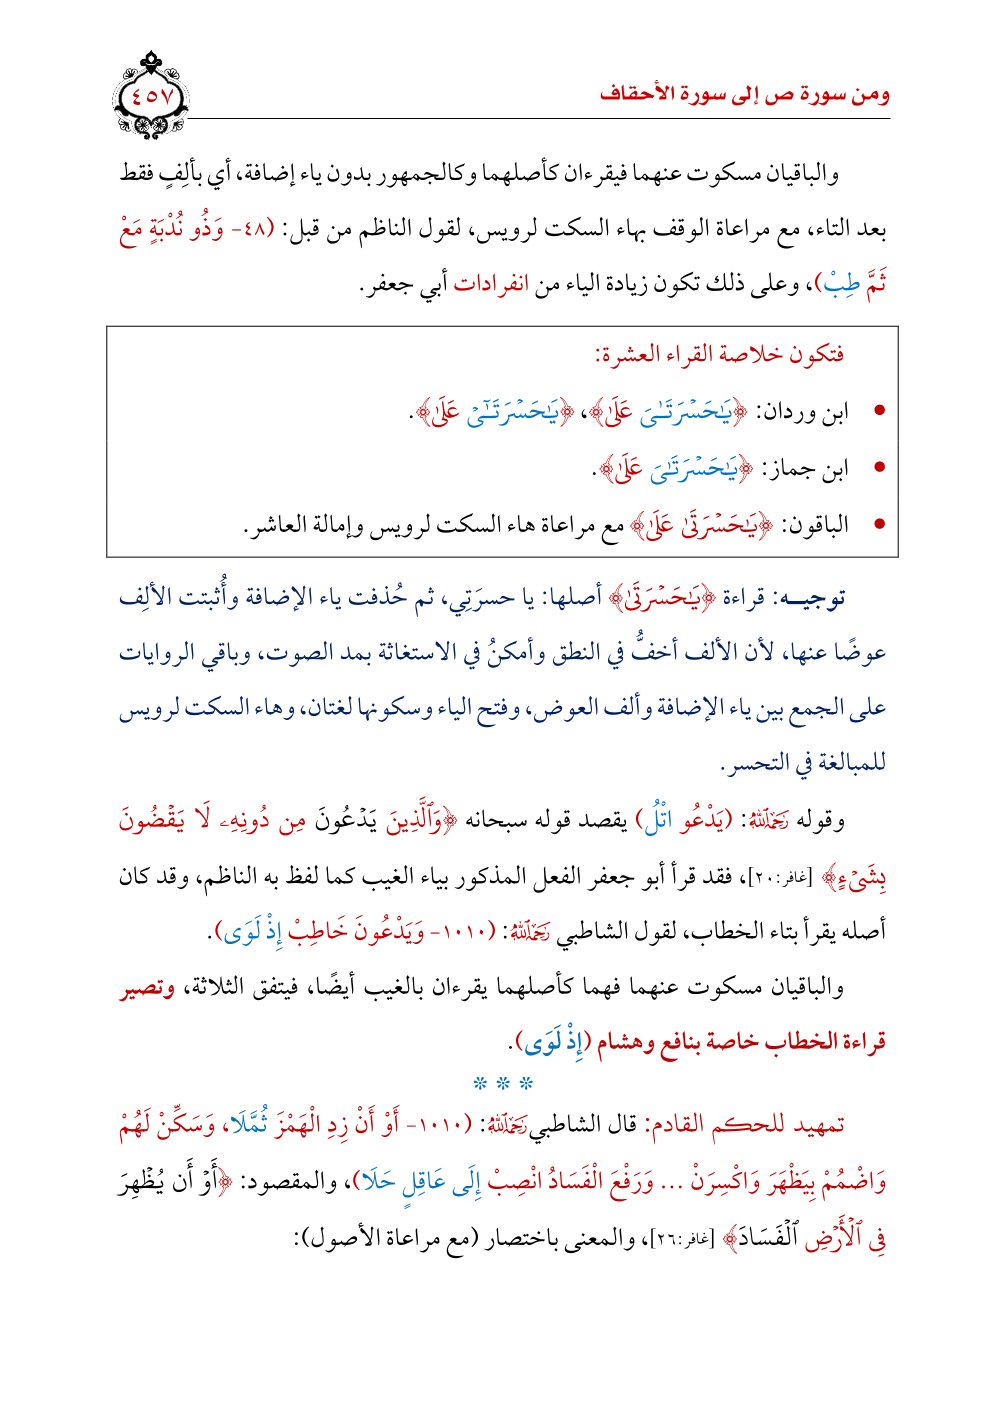 ومن سورة ص إلى سورة الأحقاف
٤٥٧
والباقيان مسكوت عنهما فيقرءان كأصلهما وكالجمهور بدون ياء إضافة، أي بألِفٍ فقط
بعد التاء، مع مراعاة الوقف بهاء السكت لرويس، لقول الناظم من قبل: (٤٨- وَذُو نُدْبَةٍ مَعْ
ثَمَّ طِبْ)، وعلى ذلك تكون زيادة الياء من انفرادات أبي جعفر.
فتكون خلاصة القراء العشرة:
• ابن وردان: ﴿يَٰحَسۡرَتَـٰىَ عَلَىٰ﴾، ﴿يَٰحَسۡرَتَـٰٓىۡ عَلَىٰ﴾.
• ابن جماز: ﴿يَٰحَسۡرَتَـٰىَ عَلَىٰ﴾.
• الباقون: ﴿يَٰحَسۡرَتَىٰ عَلَىٰ﴾ مع مراعاة هاء السكت لرويس وإمالة العاشر.
توجيـــه: قراءة ﴿يَٰحَسۡرَتَىٰ﴾ أصلها: يا حسرَتِي، ثم حُذفت ياء الإضافة وأُثبتت الألِف
عوضًا عنها، لأن الألف أخفُّ في النطق وأمكنُ في الاستغاثة بمد الصوت، وباقي الروايات
على الجمع بين ياء الإضافة وألف العوض، وفتح الياء وسكونها لغتان، وهاء السكت لرويس
للمبالغة في التحسر.
وقوله رَحِمَهُٱللَّهُ: (يَدْعُو اتْلُ) يقصد قوله سبحانه ﴿وَٱلَّذِينَ يَدۡعُونَ مِن دُونِهِۦ لَا يَقۡضُونَ
بِشَيۡءٍ﴾ [غافر:٢٠]، فقد قرأ أبو جعفر الفعل المذكور بياء الغيب كما لفظ به الناظم، وقد كان
أصله يقرأ بتاء الخطاب، لقول الشاطبي رَحِمَهُٱللَّهُ: (١٠١٠- وَيَدْعُونَ خَاطِبْ إِذْ لَوَى).
والباقيان مسكوت عنهما فهما كأصلهما يقرءان بالغيب أيضًا، فيتفق الثلاثة، وتصير
قراءة الخطاب خاصة بنافع وهشام (إِذْ لَوَى).
* * *
تمهيد للحكم القادم: قال الشاطبي رَحِمَهُٱللَّهُ: (١٠١٠- أَوْ أَنْ زِدِ الْهَمْزَ ثُمَّلَا، وَسَكِّنْ لَهُمْ
وَاضْمُمْ بِيَظْهَرَ وَاكْسِرَنْ ... وَرَفْعَ الْفَسَادُ انْصِبْ إِلَى عَاقِلٍ حَلَا)، والمقصود: ﴿أَوۡ أَن يُظۡهِرَ
فِي ٱلۡأَرۡضِ ٱلۡفَسَادَ﴾ [غافر:٢٦]، والمعنى باختصار (مع مراعاة الأصول):